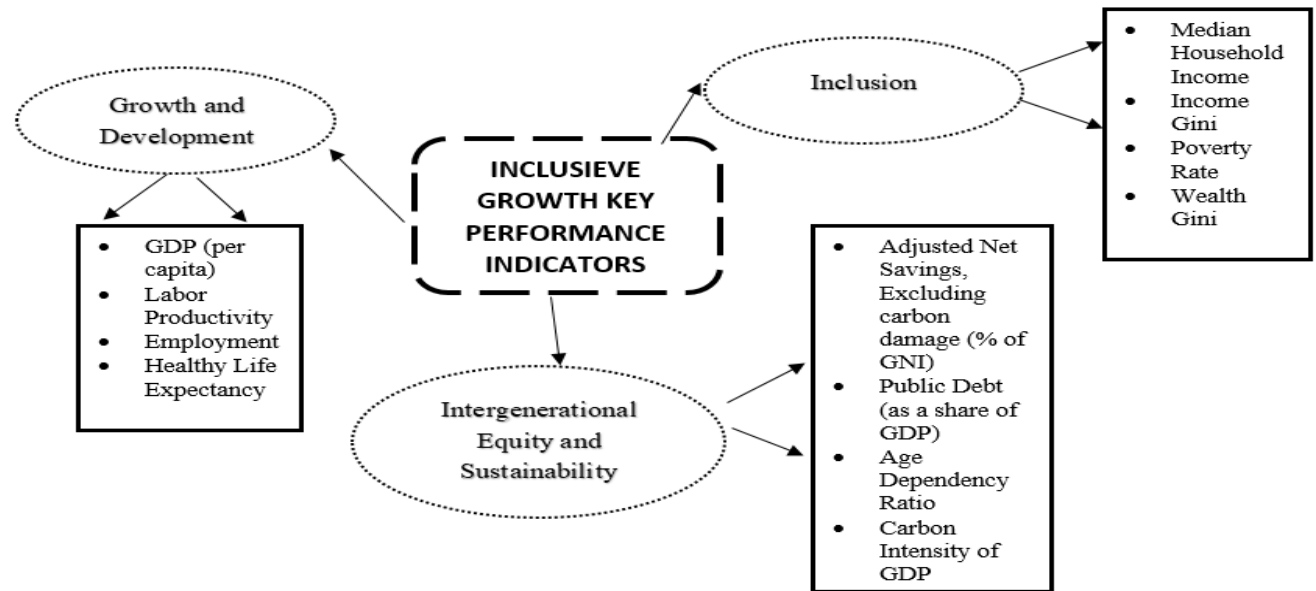 Growth and
Development
• GDP (per
capita)
• Labor
Productivity
• Employment
• Healthy Life
Expectancy
INCLUSIEVE
GROWTH KEY
PERFORMANCE
INDICATORS
Inclusion
• Median
Household
Income
• Income
Gini
• Poverty
Rate
• Wealth
Gini
Intergenerational
Equity and
Sustainability
• Adjusted Net
Savings,
Excluding
carbon
damage (% of
GNI)
• Public Debt
(as a share of
GDP)
• Age
Dependency
Ratio
• Carbon
Intensity of
GDP